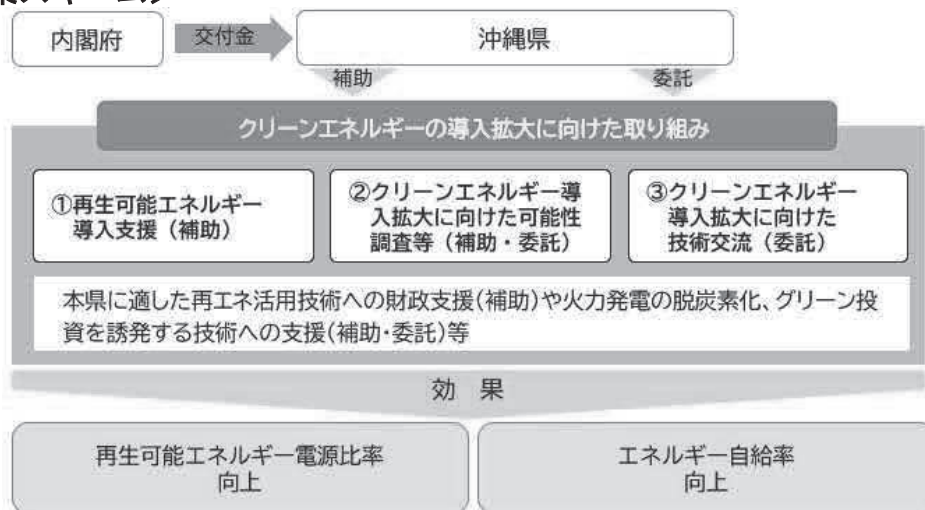 内閣府
交付金
沖縄県
補助
委託
クリーンエネルギーの導入拡大に向けた取り組み
①再生可能エネルギー
導入支援（補助）
②クリーンエネルギー導
入拡大に向けた可能性
調査等（補助・委託）
③クリーンエネルギー
導入拡大に向けた
技術交流（委託）
本県に適した再エネ活用技術への財政支援(補助)や火力発電の脱炭素化、グリーン投
資を誘発する技術への支援(補助・委託)等
効　果
再生可能エネルギー電源比率
向上
エネルギー自給率
向上